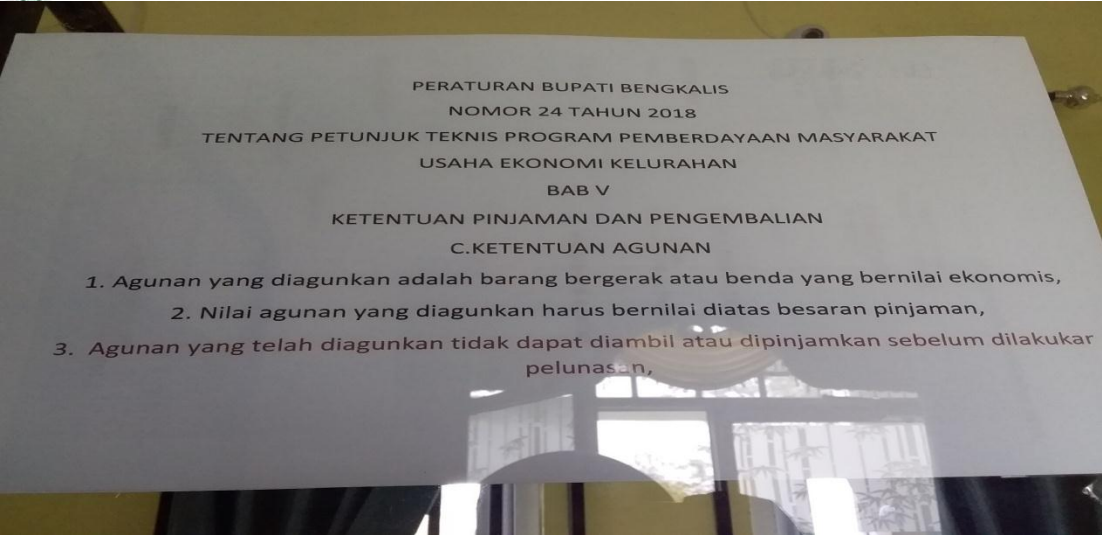 PERATURAN BUPATI BENGKALIS
NOMOR 24 TAHUN 2018
TENTANG PETUNJUK TEKNIS PROGRAM PEMBERDAYAAN MASYARAKAT
USAHA EKONOMI KELURAHAN
BAB V
KETENTUAN PINJAMAN DAN PENGEMBALIAN
C.KETENTUAN AGUNAN
1. Agunan yang diagunkan adalah barang bergerak atau benda yang bernilai ekonomis,
2. Nilai agunan yang diagunkan harus bernilai diatas besaran pinjaman,
3. Agunan yang telah diagunkan tidak dapat diambil atau dipinjamkan sebelum dilakukan
pelunasan,